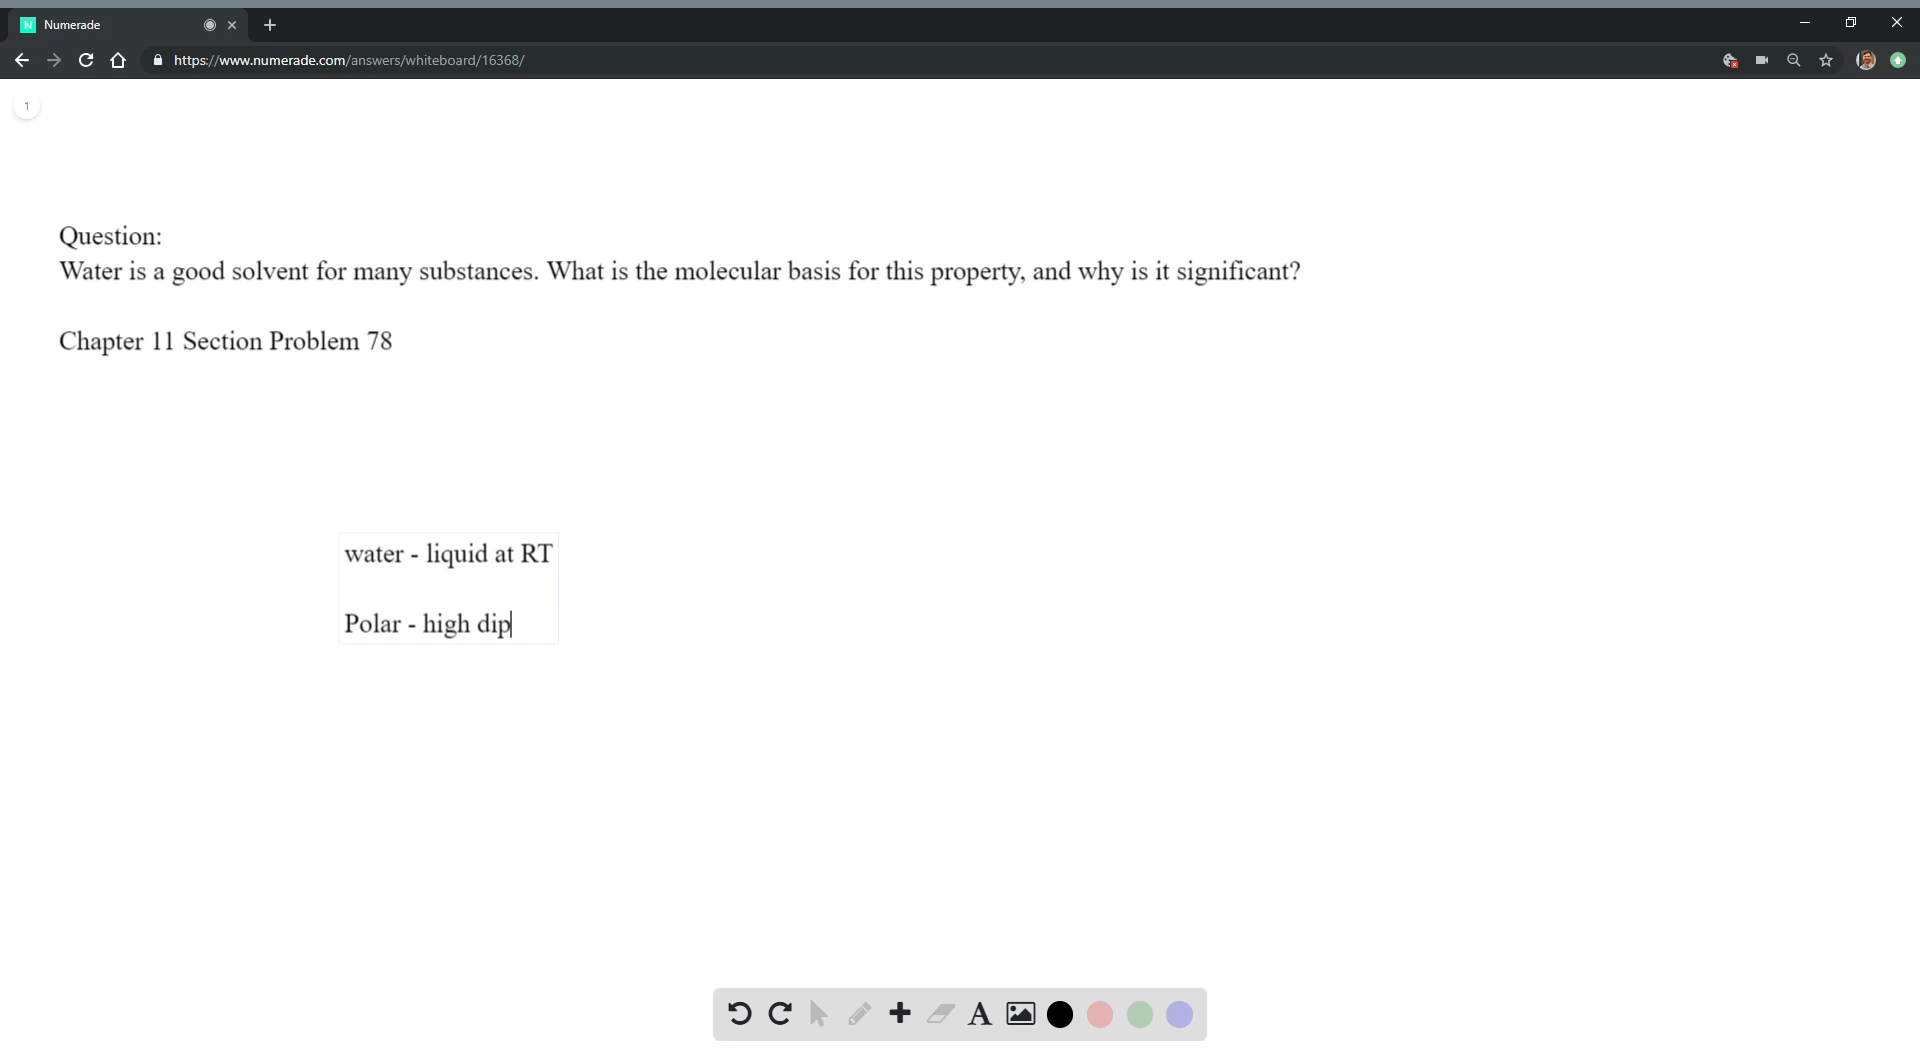 Numerade
https://www.numerade.com/answers/whiteboard/16368/
1
Question:
Water is a good solvent for many substances. What is the molecular basis for this property, and why is it significant?
Chapter 11 Section Problem 78
water - liquid at RT
Polar - high dip
A